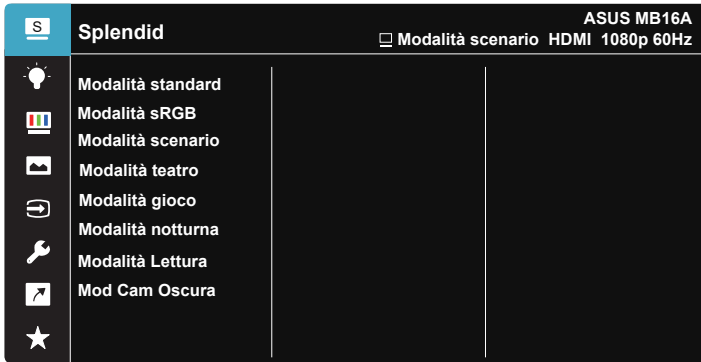 S
Splendid
ASUS MB16A
Modalità scenario HDMI 1080p 60Hz
Modalità standard
Modalità sRGB
Modalità scenario
Modalità teatro
Modalità gioco
Modalità notturna
Modalità Lettura
Mod Cam Oscura